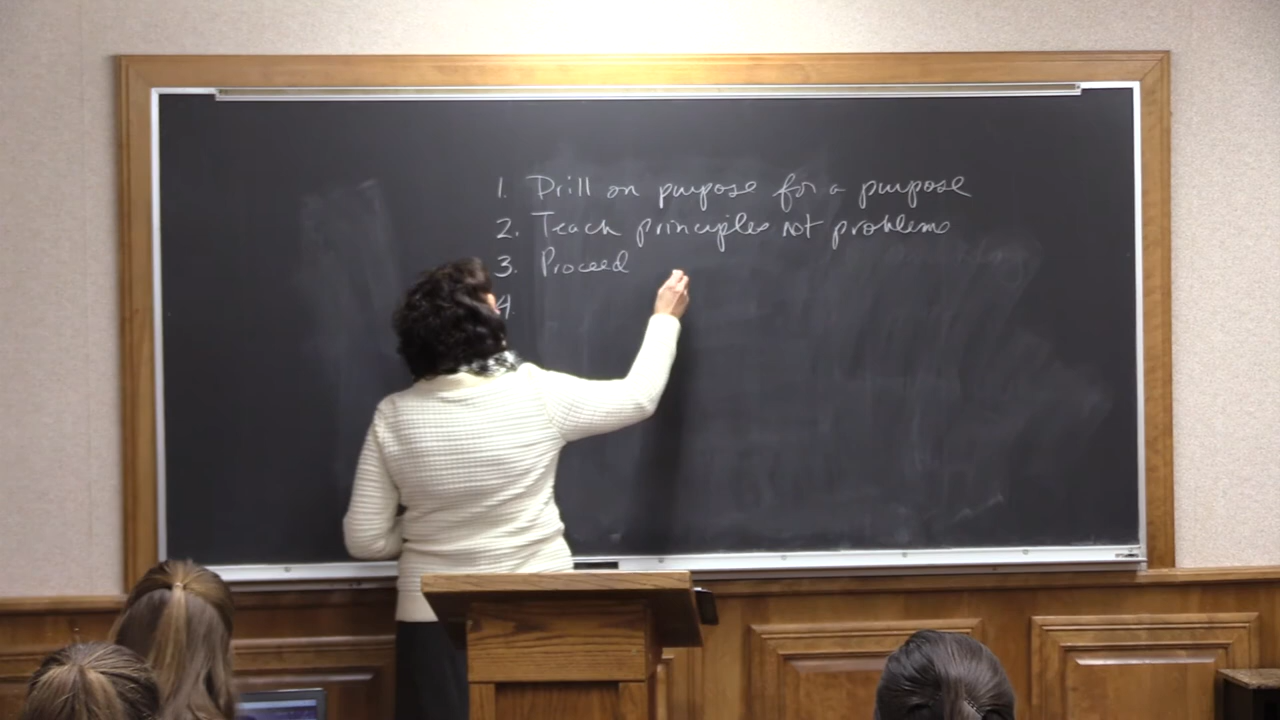 1. Drill on purpose for a purpose
2. Teach principles not problems
3. Proceed
4.